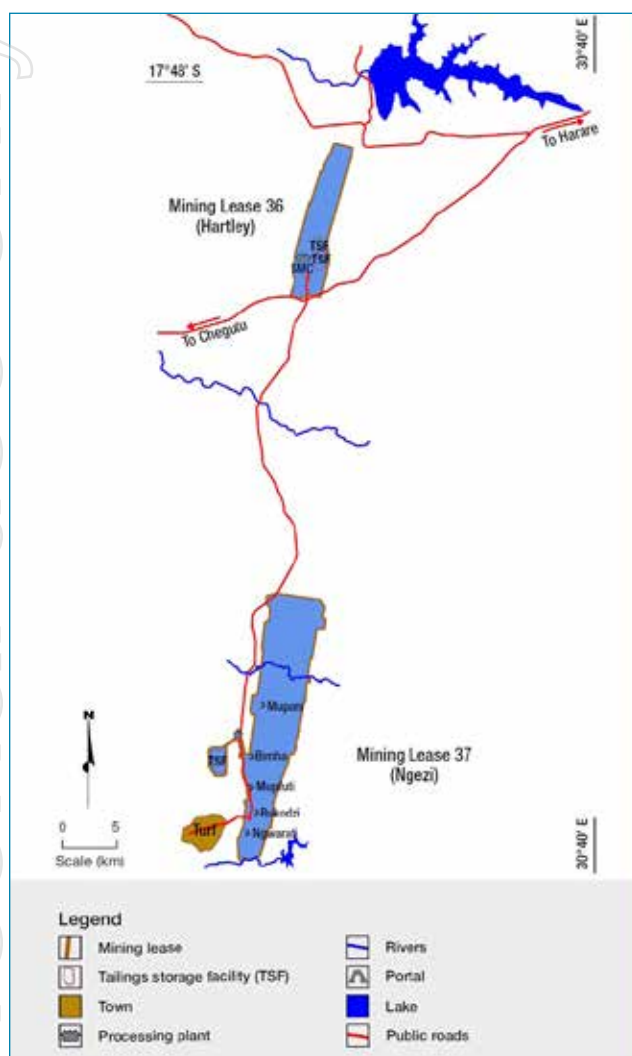 30°40' E
17°48' S
To Harare
Mining Lease 36
(Hartley)
TSF
TSF
SMC
To Chegutu
N
Mupani
TSF
Bimha
Mining Lease 37
(Ngezi)
Mupfuti
Rukodzi
Turf
Ngwarati
0 5
Scale (km)
30°40' E
Legend
Mining lease
Tailings storage facility (TSF)
Town
Processing plant
Rivers
Portal
Lake
Public roads